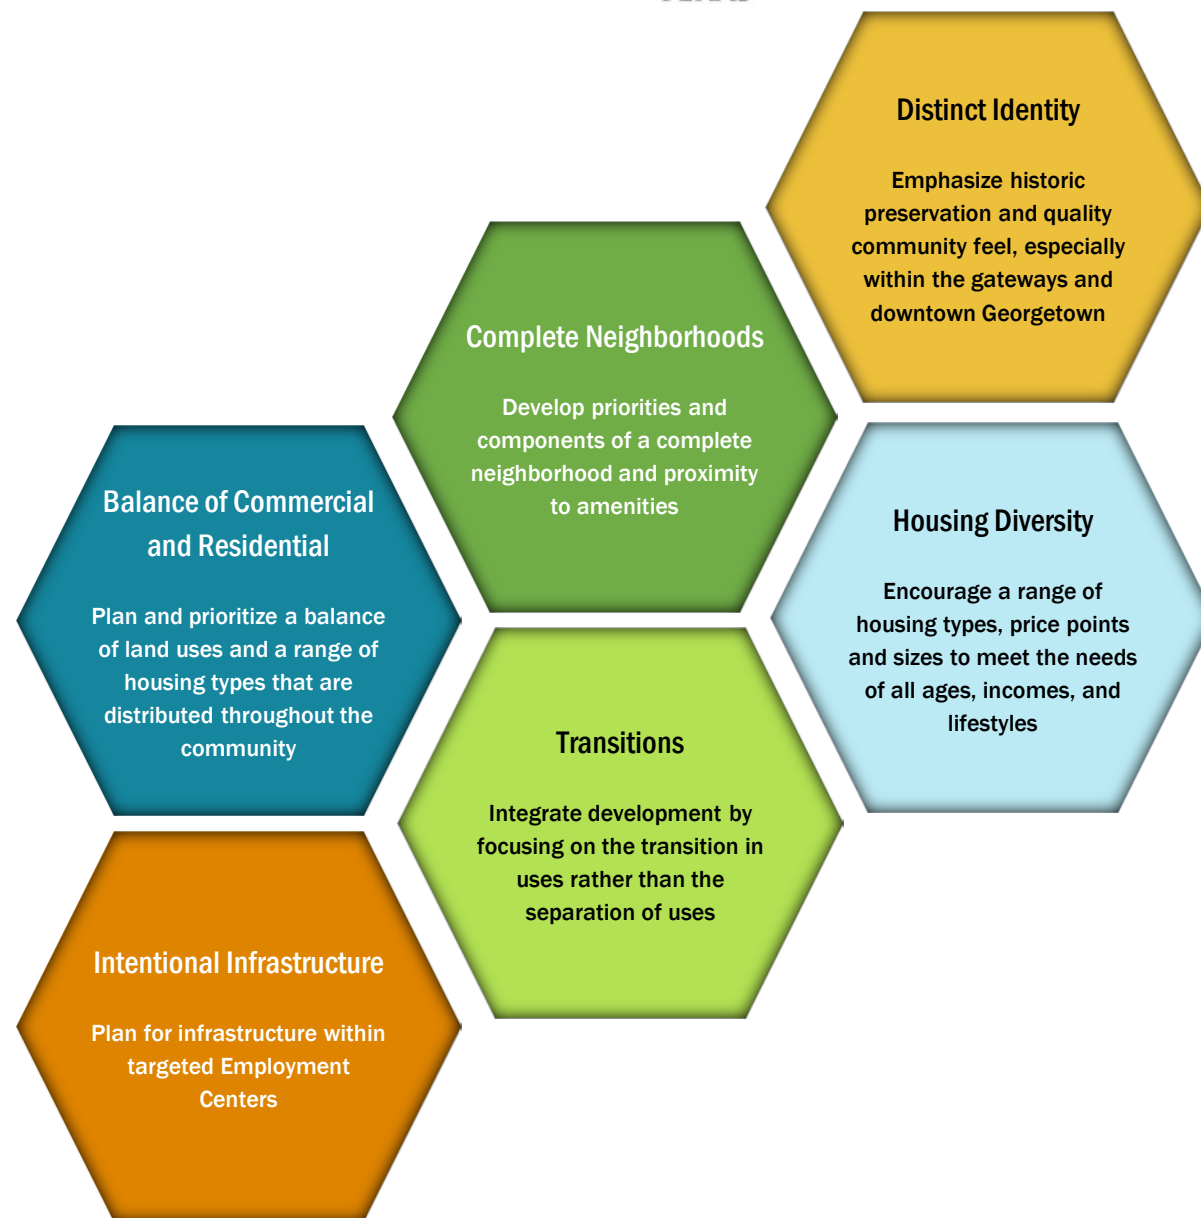 Distinct Identity
Emphasize historic
preservation and quality
community feel, especially
within the gateways and
downtown Georgetown
Complete Neighborhoods
Develop priorities and
components of a complete
neighborhood and proximity
to amenities
Balance of Commercial
and Residential
Plan and prioritize a balance
of land uses and a range of
housing types that are
distributed throughout the
community
Housing Diversity
Encourage a range of
housing types, price points
and sizes to meet the needs
of all ages, incomes, and
lifestyles
Transitions
Integrate development by
focusing on the transition in
uses rather than the
separation of uses
Intentional Infrastructure
Plan for infrastructure within
targeted Employment
Centers